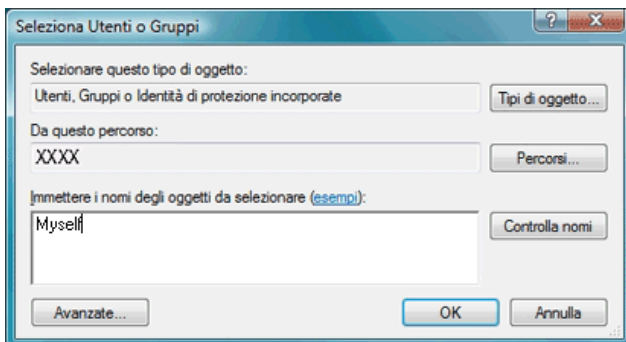 Seleziona Utenti o Gruppi
Selezionare questo tipo di oggetto:
Utenti, Gruppi o Identità di protezione incorporate
Tipi di oggetto...
Da questo percorso:
XXXX
Percorsi...
Immettere i nomi degli oggetti da selezionare (esempi):
Myself
Controlla nomi
Avanzate...
OK
Annulla